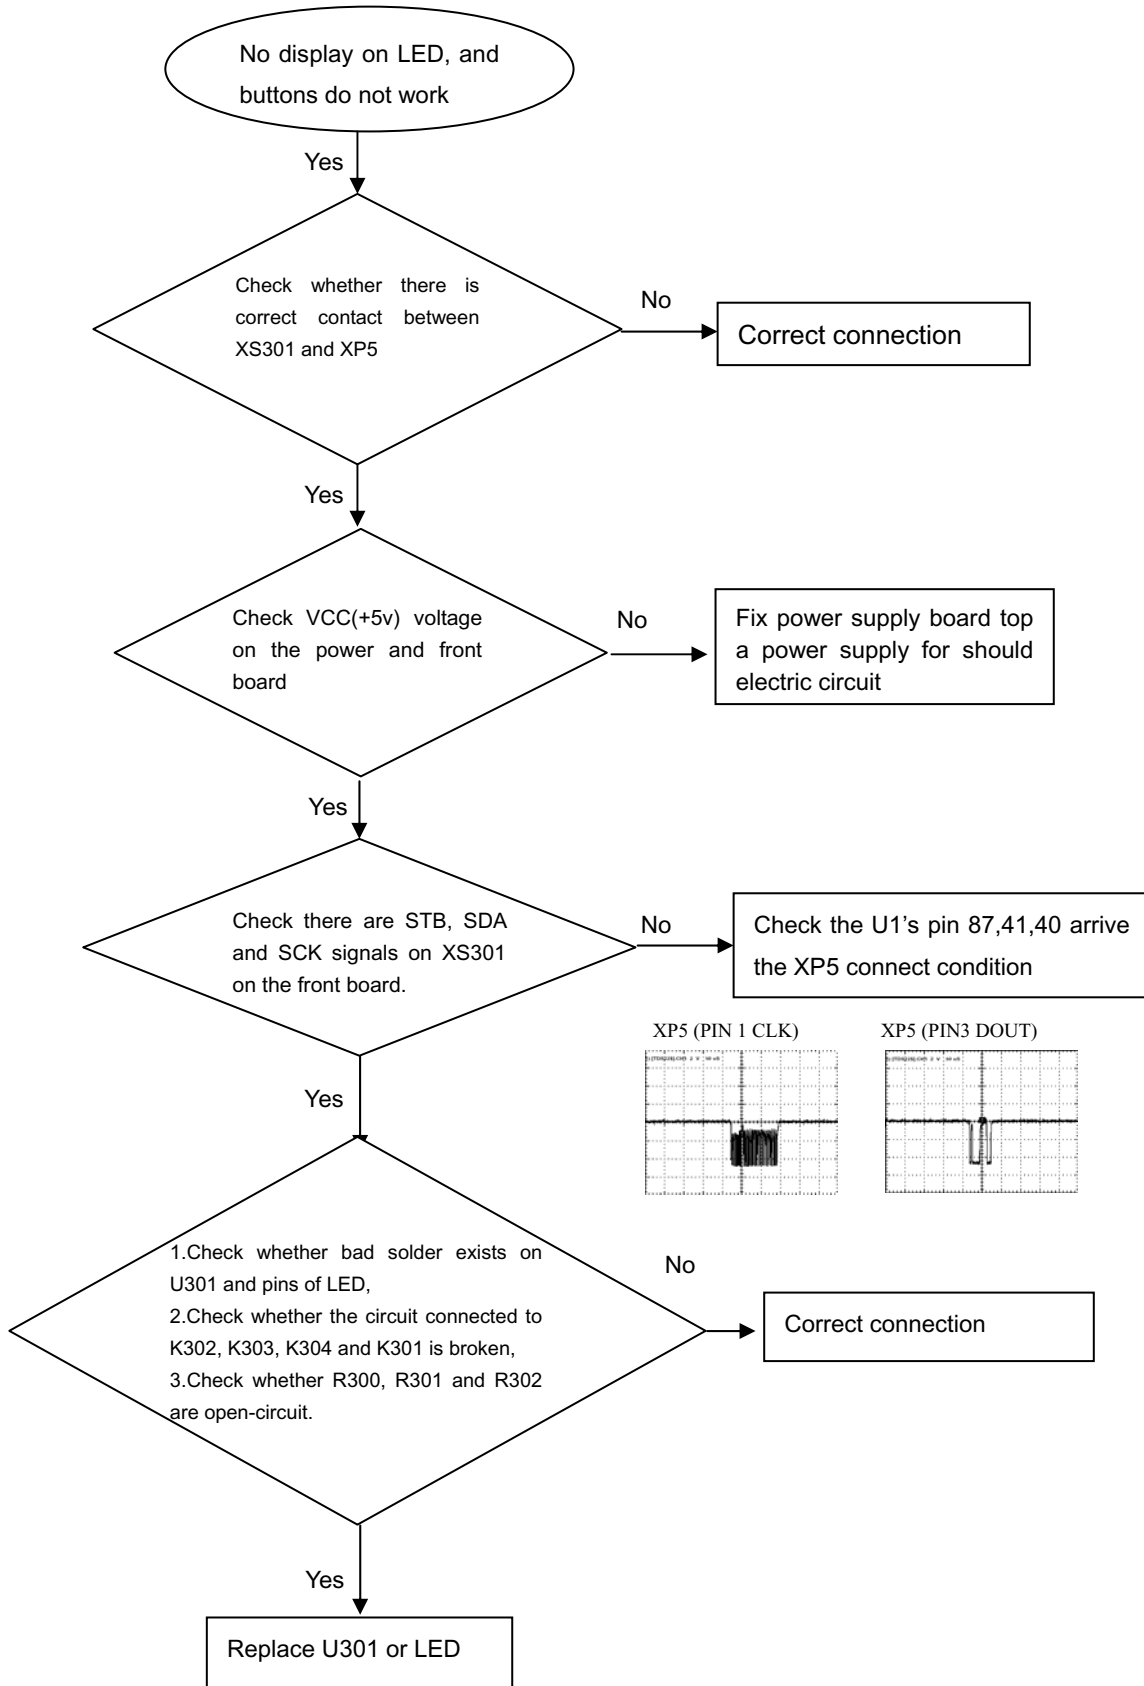 No display on LED, and
buttons do not work
Yes
Check whether there is
correct contact between
XS301 and XP5
No
Correct connection
Yes
Check VCC(+5v) voltage
on the power and front
board
No
Fix power supply board top
a power supply for should
electric circuit
Yes
Check there are STB, SDA
and SCK signals on XS301
on the front board.
No
Check the U1's pin 87,41,40 arrive
the XP5 connect condition
XP5 (PIN 1 CLK)
XP5 (PIN3 DOUT)
Yes
1.Check whether bad solder exists on
U301 and pins of LED,
2.Check whether the circuit connected to
K302, K303, K304 and K301 is broken,
3.Check whether R300, R301 and R302
are open-circuit.
No
Correct connection
Yes
Replace U301 or LED